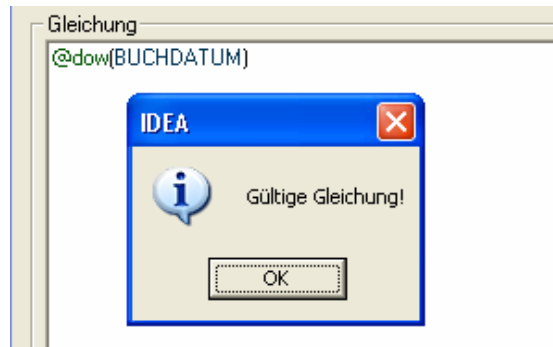 Gleichung
@dow(BUCHDATUM)
IDEA
Gültige Gleichung!
OK